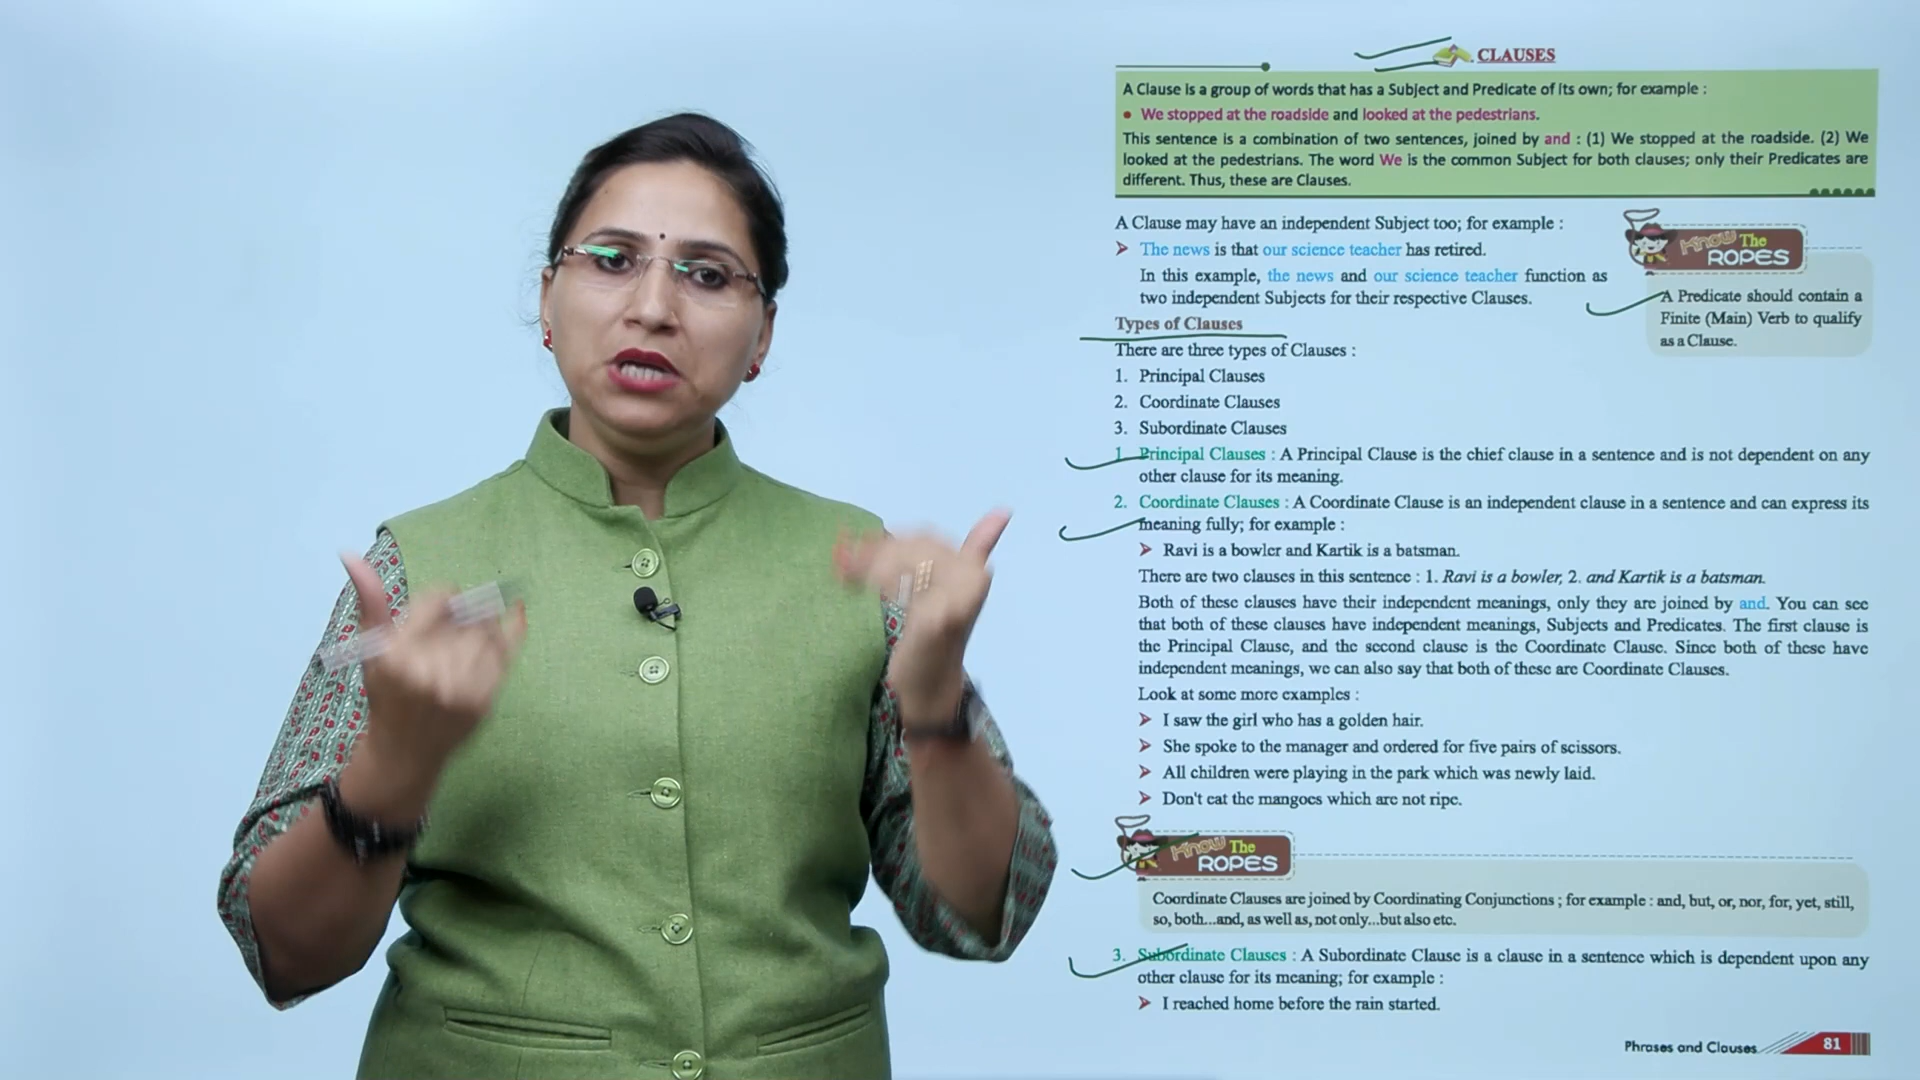 CLAUSES
A Clause is a group of words that has a Subject and Predicate of its own; for example :
• We stopped at the roadside and looked at the pedestrians.
This sentence is a combination of two sentences, joined by and : (1) We stopped at the roadside. (2) We
looked at the pedestrians. The word We is the common Subject for both clauses; only their Predicates are
different. Thus, these are Clauses.
A Clause may have an independent Subject too; for example :
➤ The news is that our science teacher has retired.
In this example, the news and our science teacher function as
two independent Subjects for their respective Clauses.
Know The
ROPES
A Predicate should contain a
Finite (Main) Verb to qualify
as a Clause.
Types of Clauses
There are three types of Clauses :
1. Principal Clauses
2. Coordinate Clauses
3. Subordinate Clauses
1. Principal Clauses : A Principal Clause is the chief clause in a sentence and is not dependent on any
other clause for its meaning.
2. Coordinate Clauses : A Coordinate Clause is an independent clause in a sentence and can express its
meaning fully; for example :
➤ Ravi is a bowler and Kartik is a batsman.
There are two clauses in this sentence : 1. Ravi is a bowler, 2. and Kartik is a batsman.
Both of these clauses have their independent meanings, only they are joined by and. You can see
that both of these clauses have independent meanings, Subjects and Predicates. The first clause is
the Principal Clause, and the second clause is the Coordinate Clause. Since both of these have
independent meanings, we can also say that both of these are Coordinate Clauses.
Look at some more examples :
➤ I saw the girl who has a golden hair.
➤ She spoke to the manager and ordered for five pairs of scissors.
➤ All children were playing in the park which was newly laid.
➤ Don't eat the mangoes which are not ripe.
Know The
ROPES
Coordinate Clauses are joined by Coordinating Conjunctions ; for example : and, but, or, nor, for, yet, still,
so, both...and, as well as, not only...but also etc.
3. Subordinate Clauses : A Subordinate Clause is a clause in a sentence which is dependent upon any
other clause for its meaning; for example :
➤ I reached home before the rain started.
Phrases and Clauses 81